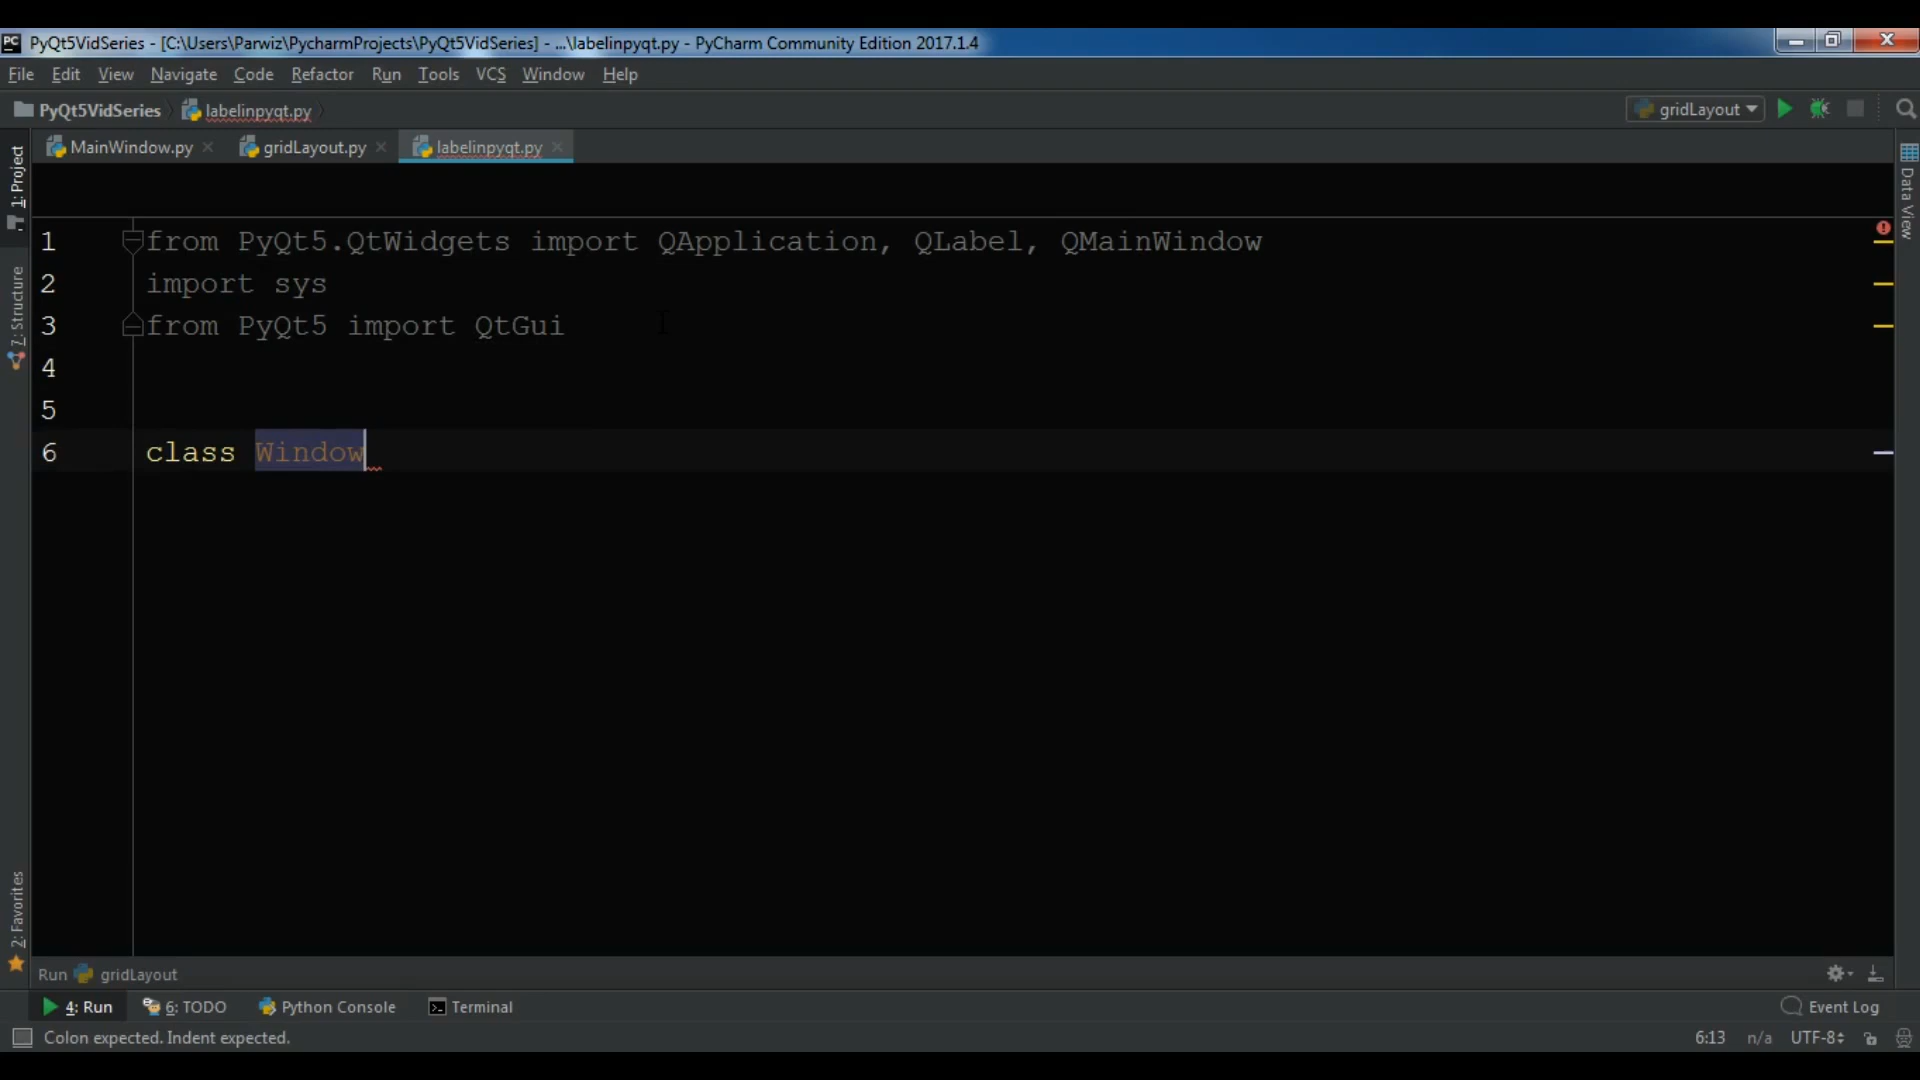 PC PyQt5VidSeries - [C:\Users\Parwiz\PycharmProjects\PyQt5VidSeries] - ...\labelinpyqt.py - PyCharm Community Edition 2017.1.4
File Edit View Navigate Code Refactor Run Tools VCS Window Help
PyQt5VidSeries labelinpyqt.py gridLayout
MainWindow.py gridLayout.py labelinpyqt.py
1: Project
7: Structure
2: Favorites
Data View
1 from PyQt5.QtWidgets import QApplication, QLabel, QMainWindow
2 import sys
3 from PyQt5 import QtGui
4
5
6 class Window
Run gridLayout
4: Run 6: TODO Python Console Terminal Event Log
Colon expected. Indent expected. 6:13 n/a UTF-8